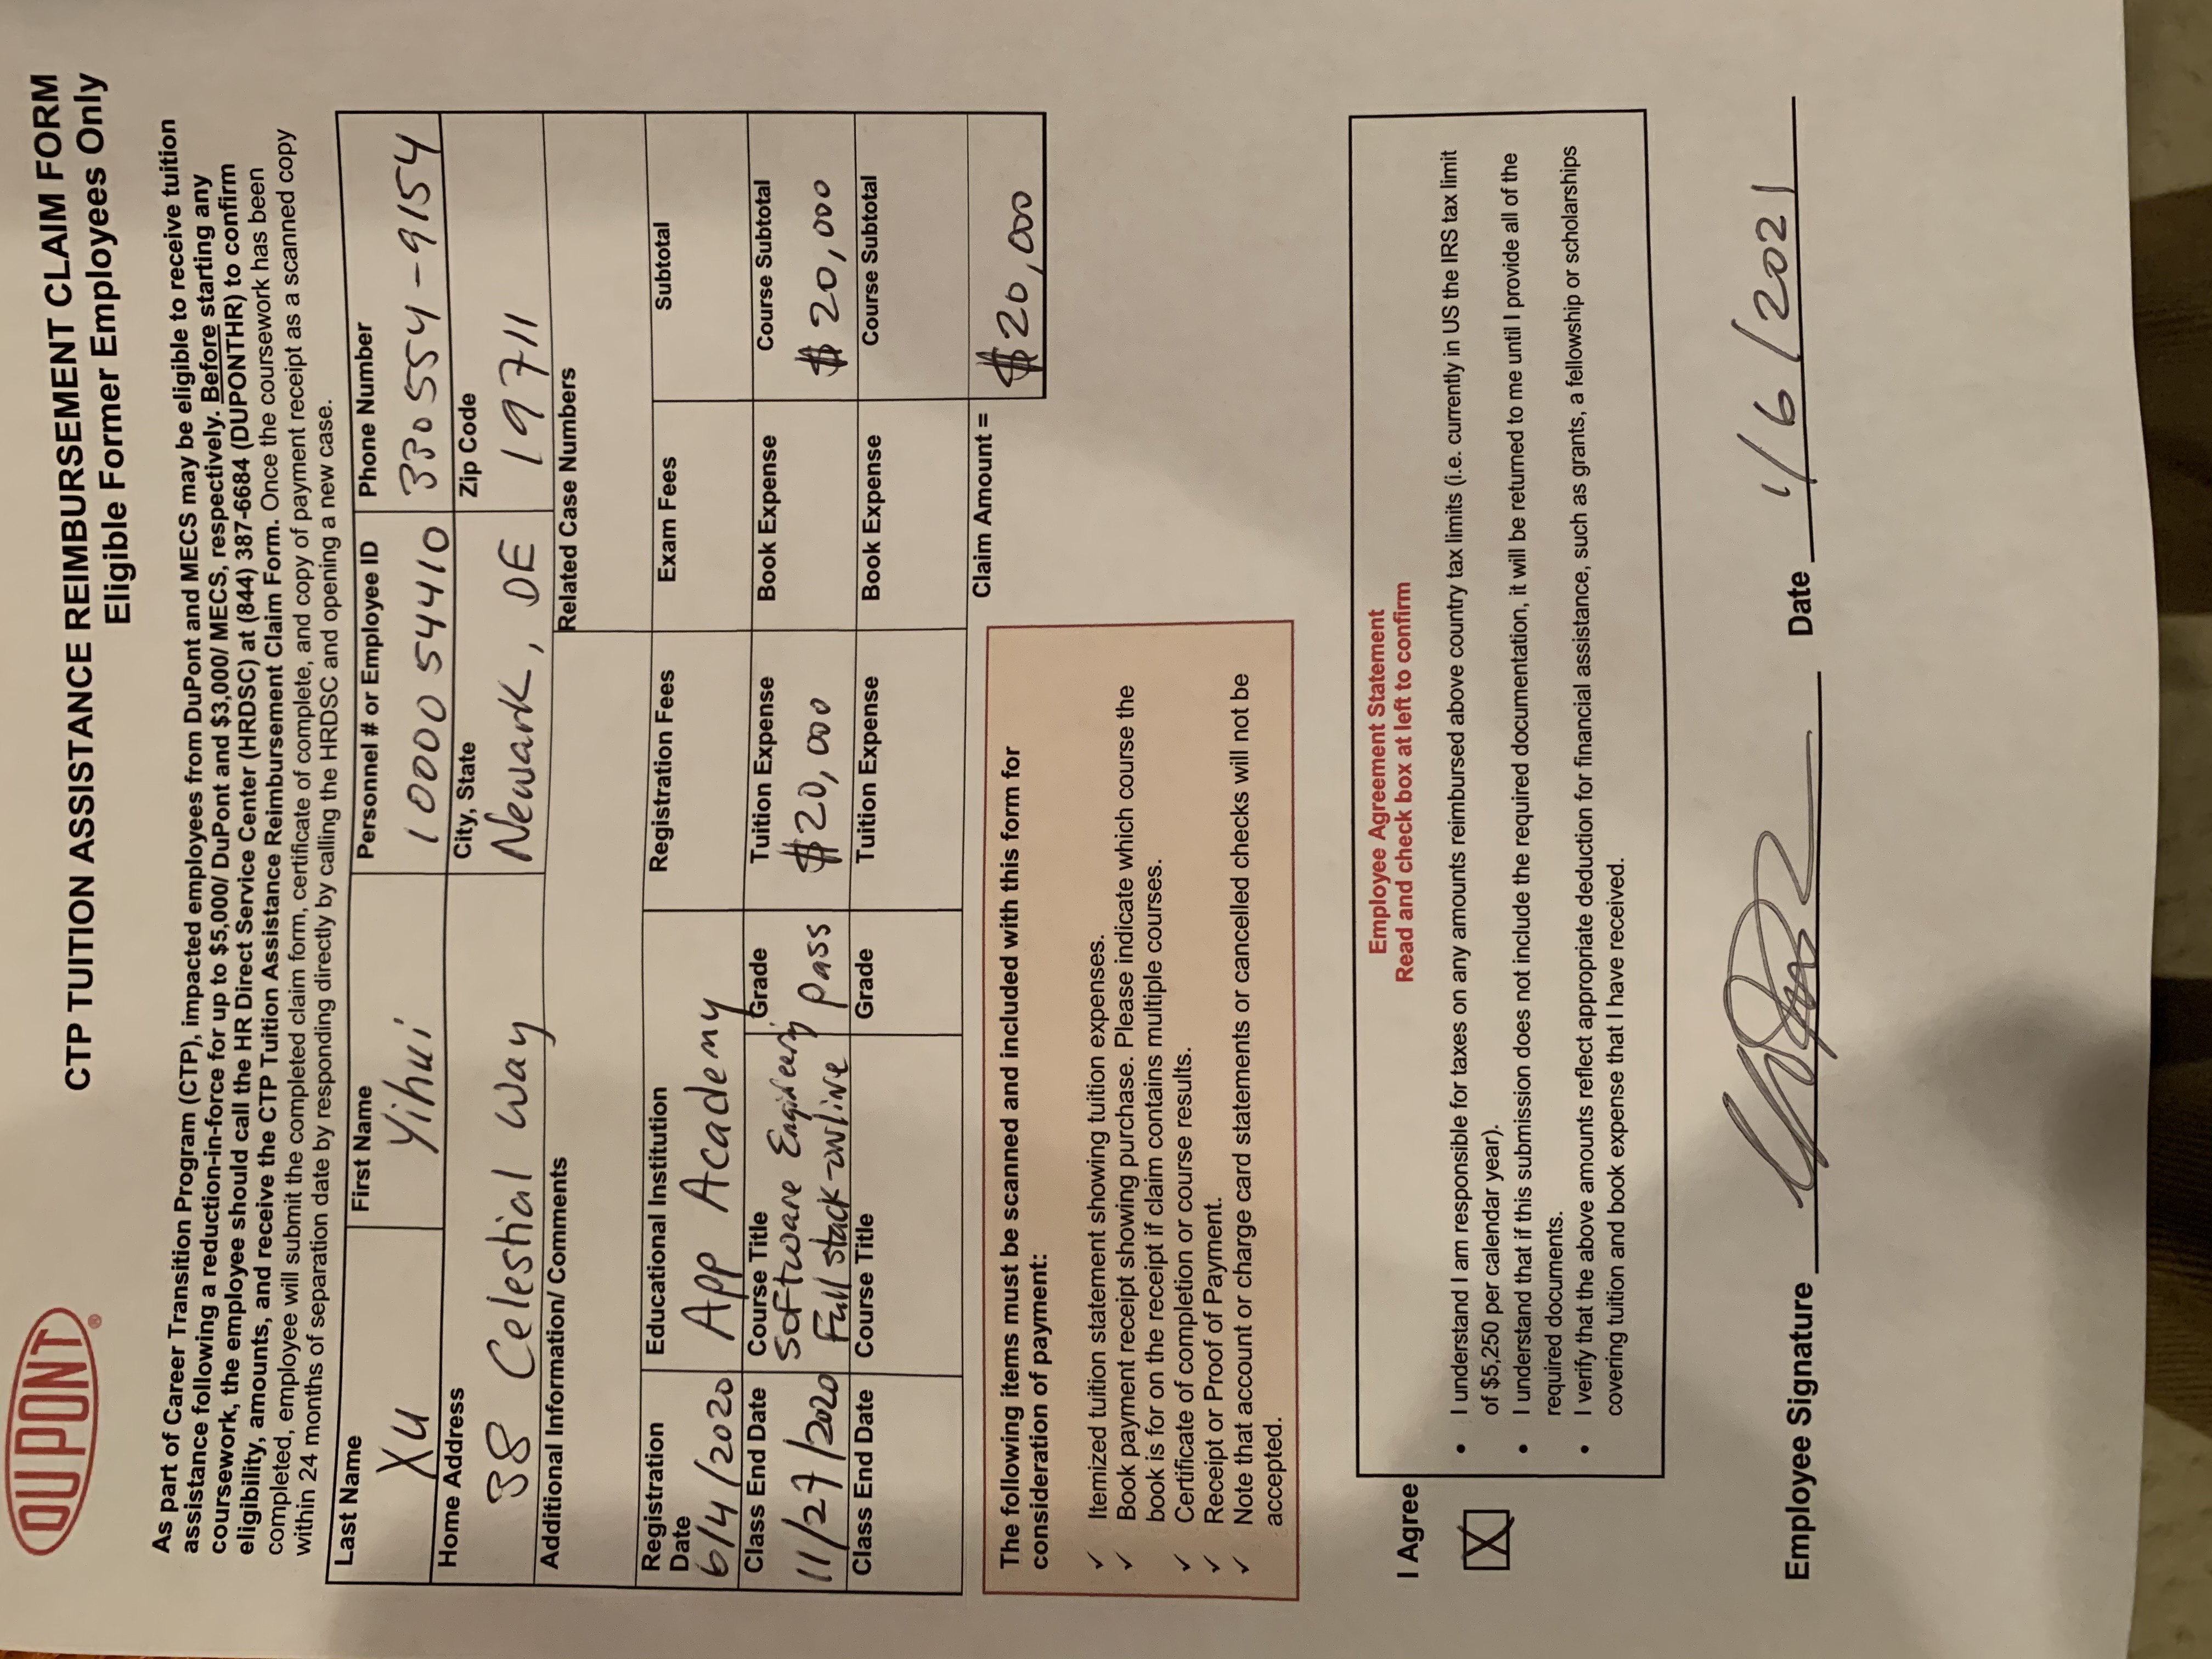 DUPONT®
CTP TUITION ASSISTANCE REIMBURSEMENT CLAIM FORM
Eligible Former Employees Only
As part of Career Transition Program (CTP), impacted employees from DuPont and MECS may be eligible to receive tuition
assistance following a reduction-in-force for up to $5,000/ DuPont and $3,000/ MECS, respectively. Before starting any
coursework, the employee should call the HR Direct Service Center (HRDSC) at (844) 387-6684 (DUPONTHR) to confirm
eligibility, amounts, and receive the CTP Tuition Assistance Reimbursement Claim Form. Once the coursework has been
completed, employee will submit the completed claim form, certificate of complete, and copy of payment receipt as a scanned copy
within 24 months of separation date by responding directly by calling the HRDSC and opening a new case.
Last Name First Name Personnel # or Employee ID Phone Number
Xu Yihui 1000054410 330554-9154
Home Address City, State Zip Code
88 Celestial Way Newark, DE 19711
Additional Information/ Comments Related Case Numbers
Registration Date Educational Institution Registration Fees Exam Fees Subtotal
6/4/2020 App Academy
Class End Date Course Title Grade Tuition Expense Book Expense Course Subtotal
11/27/2020 Software Engineering Full stack-online Pass $20,000 $20,000
Class End Date Course Title Grade Tuition Expense Book Expense Course Subtotal
Claim Amount = $20,000
The following items must be scanned and included with this form for
consideration of payment:
✓ Itemized tuition statement showing tuition expenses.
✓ Book payment receipt showing purchase. Please indicate which course the
book is for on the receipt if claim contains multiple courses.
✓ Certificate of completion or course results.
✓ Receipt or Proof of Payment.
✓ Note that account or charge card statements or cancelled checks will not be
accepted.
Employee Agreement Statement
I Agree Read and check box at left to confirm
X
• I understand I am responsible for taxes on any amounts reimbursed above country tax limits (i.e. currently in US the IRS tax limit
of $5,250 per calendar year).
• I understand that if this submission does not include the required documentation, it will be returned to me until I provide all of the
required documents.
• I verify that the above amounts reflect appropriate deduction for financial assistance, such as grants, a fellowship or scholarships
covering tuition and book expense that I have received.
Employee Signature Date 1/6/2021